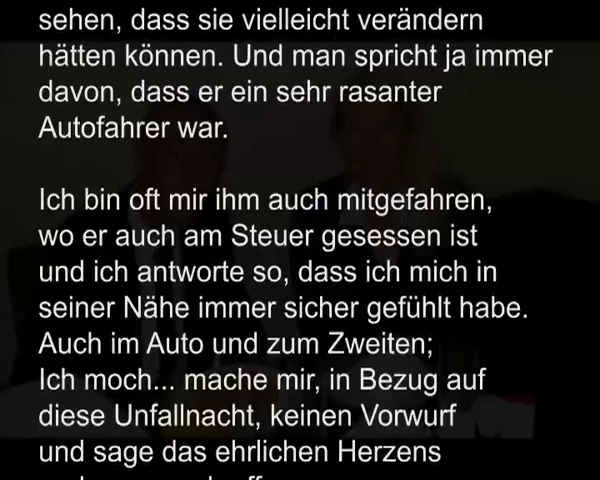 sehen, dass sie vielleicht verändern
hätten können. Und man spricht ja immer
davon, dass er ein sehr rasanter
Autofahrer war.
Ich bin oft mir ihm auch mitgefahren,
wo er auch am Steuer gesessen ist
und ich antworte so, dass ich mich in
seiner Nähe immer sicher gefühlt habe.
Auch im Auto und zum Zweiten;
Ich moch... mache mir, in Bezug auf
diese Unfallnacht, keinen Vorwurf
und sage das ehrlichen Herzens